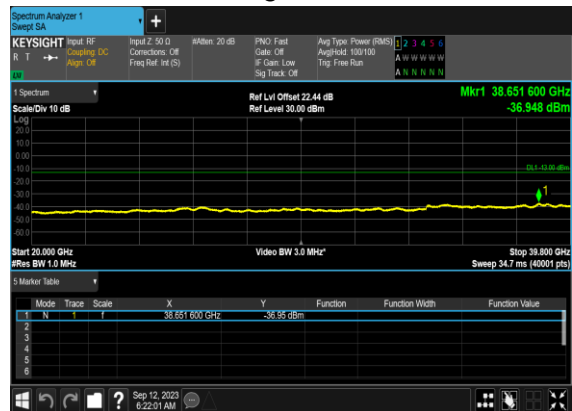 Spectrum Analyzer 1
Swept SA
KEYSIGHT Input: RF Input Z: 50 Ω #Atten: 20 dB PNO: Fast Avg Type: Power (RMS) 1 2 3 4 5 6
R T Coupling: DC Corrections: Off Gate: Off Avg|Hold: 100/100 A W W W W W
Align: Off Freq Ref: Int (S) IF Gain: Low Trig: Free Run
LW Sig Track: Off A N N N N N
1 Spectrum Ref Lvl Offset 22.44 dB Mkr1 38.651 600 GHz
Scale/Div 10 dB Ref Level 30.00 dBm -36.948 dBm
Log
20.0
10.0
0.00
-10.0 DL1 -13.00 dBm
-20.0
-30.0 1
-40.0
-50.0
-60.0
Start 20.000 GHz Video BW 3.0 MHz* Stop 39.800 GHz
#Res BW 1.0 MHz Sweep 34.7 ms (40001 pts)
5 Marker Table
Mode Trace Scale X Y Function Function Width Function Value
1 N 1 f 38.651 600 GHz -36.95 dBm
2
3
4
5
6
? Sep 12, 2023
6:22:01 AM